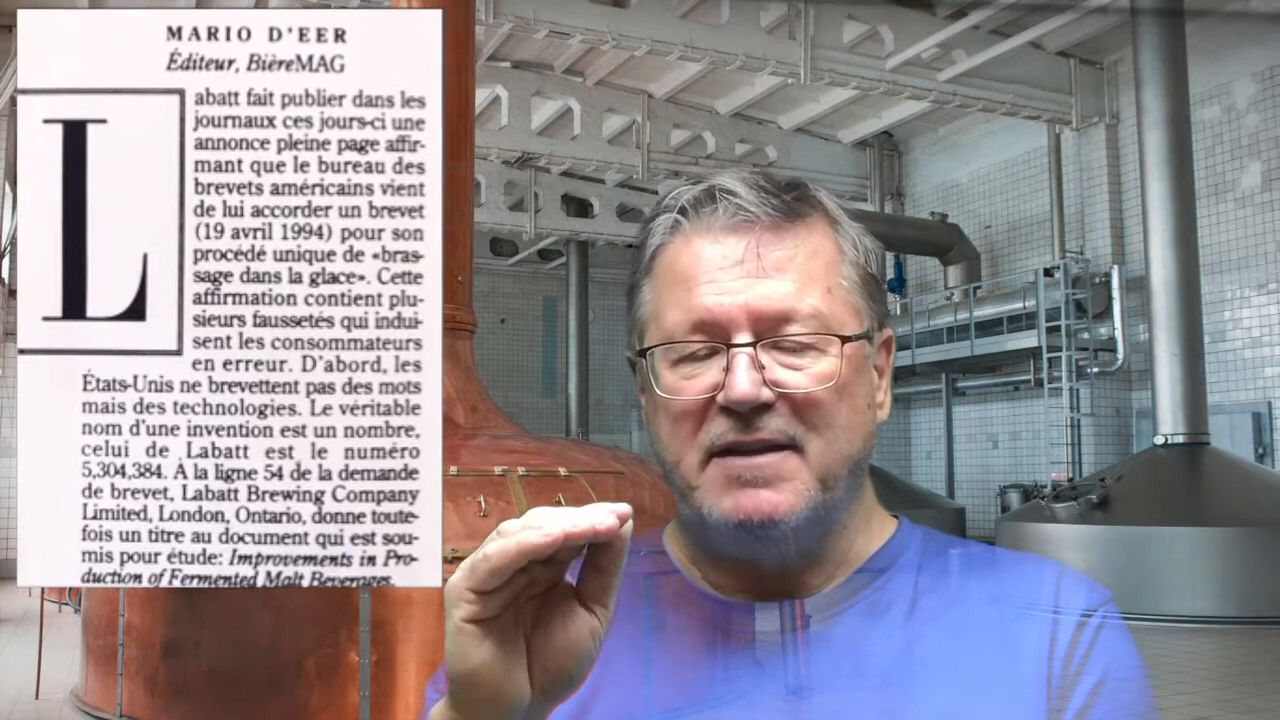 MARIO D'EER
Éditeur, BièreMAG
Labatt fait publier dans les
journaux ces jours-ci une
annonce pleine page affir-
mant que le bureau des
brevets américains vient
de lui accorder un brevet
(19 avril 1994) pour son
procédé unique de «bras-
sage dans la glace». Cette
affirmation contient plu-
sieurs faussetés qui indui-
sent les consommateurs
en erreur. D'abord, les
États-Unis ne brevettent pas des mots
mais des technologies. Le véritable
nom d'une invention est un nombre,
celui de Labatt est le numéro
5,304,384. À la ligne 54 de la demande
de brevet, Labatt Brewing Company
Limited, London, Ontario, donne toute-
fois un titre au document qui est sou-
mis pour étude: Improvements in Pro-
duction of Fermented Malt Beverages.